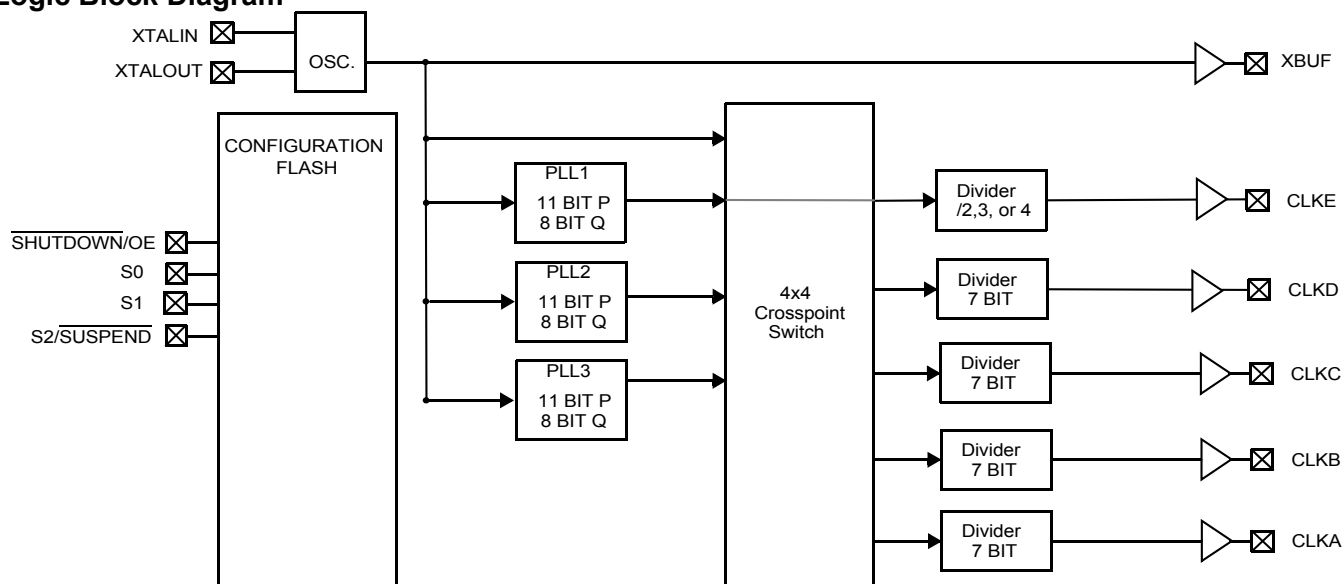 Logic Block Diagram
XTALIN
XTALOUT
OSC.
XBUF
CONFIGURATION
FLASH
SHUTDOWN/OE
S0
S1
S2/SUSPEND
PLL1
11 BIT P
8 BIT Q
PLL2
11 BIT P
8 BIT Q
PLL3
11 BIT P
8 BIT Q
4x4
Crosspoint
Switch
Divider
/2,3, or 4
CLKE
Divider
7 BIT
CLKD
Divider
7 BIT
CLKC
Divider
7 BIT
CLKB
Divider
7 BIT
CLKA